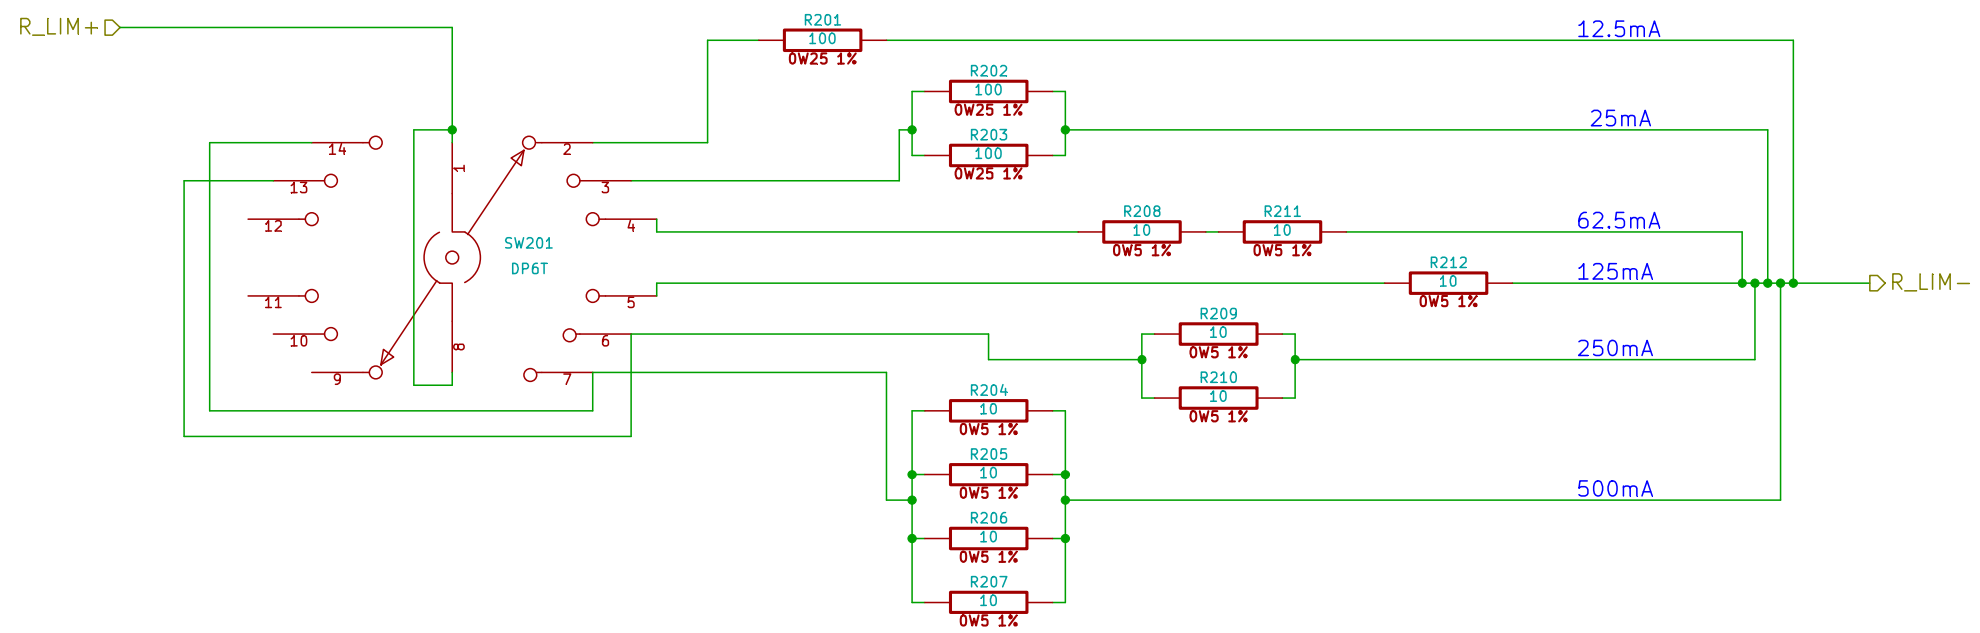 R_LIM+
R201
100
0W25 1%
12.5mA
R202
100
0W25 1%
25mA
R203
100
0W25 1%
14
1
2
13
3
12
4
R208
10
0W5 1%
R211
10
0W5 1%
62.5mA
SW201
DP6T
R212
10
0W5 1%
125mA
R_LIM-
11
5
10
8
6
R209
10
0W5 1%
250mA
9
7
R210
10
0W5 1%
R204
10
0W5 1%
R205
10
0W5 1%
500mA
R206
10
0W5 1%
R207
10
0W5 1%